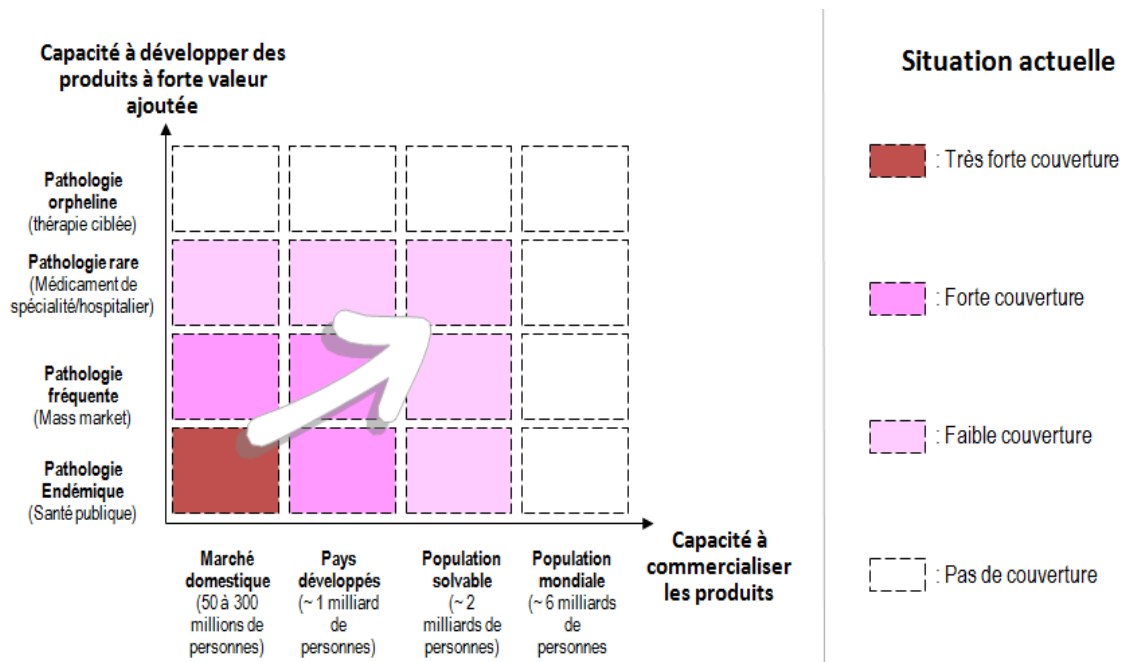 Capacité à développer des
produits à forte valeur
ajoutée
Pathologie
orpheline
(thérapie ciblée)
Pathologie rare
(Médicament de
spécialité/hospitalier)
Pathologie
fréquente
(Mass market)
Pathologie
Endémique
(Santé publique)
Marché
domestique
(50 à 300
millions de
personnes)
Pays
développés
(~ 1 milliard
de
personnes)
Population
solvable
(~ 2
milliards de
personnes)
Population
mondiale
(~ 6 milliards
de
personnes
Capacité à
commercialiser
les produits
Situation actuelle
: Très forte couverture
: Forte couverture
: Faible couverture
: Pas de couverture